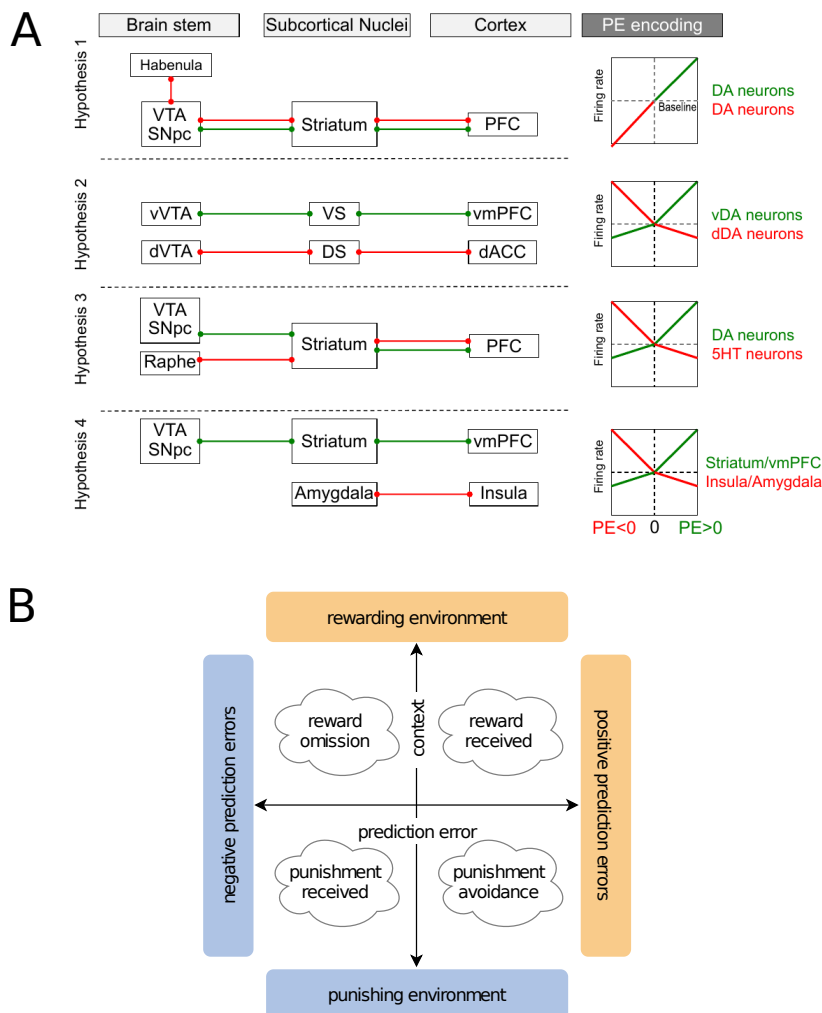 A
Brain stem
Subcortical Nuclei
Cortex
PE encoding
Hypothesis 1
Habenula
VTA
SNpc
Striatum
PFC
Firing rate
Baseline
DA neurons
DA neurons
Hypothesis 2
vVTA
VS
vmPFC
dVTA
DS
dACC
Firing rate
vDA neurons
dDA neurons
Hypothesis 3
VTA
SNpc
Raphe
Striatum
PFC
Firing rate
DA neurons
5HT neurons
Hypothesis 4
VTA
SNpc
Striatum
vmPFC
Amygdala
Insula
Firing rate
Striatum/vmPFC
Insula/Amygdala
PE<0
0
PE>0
B
rewarding environment
negative prediction errors
reward
omission
context
reward
received
positive prediction errors
prediction error
punishment
received
punishment
avoidance
punishing environment